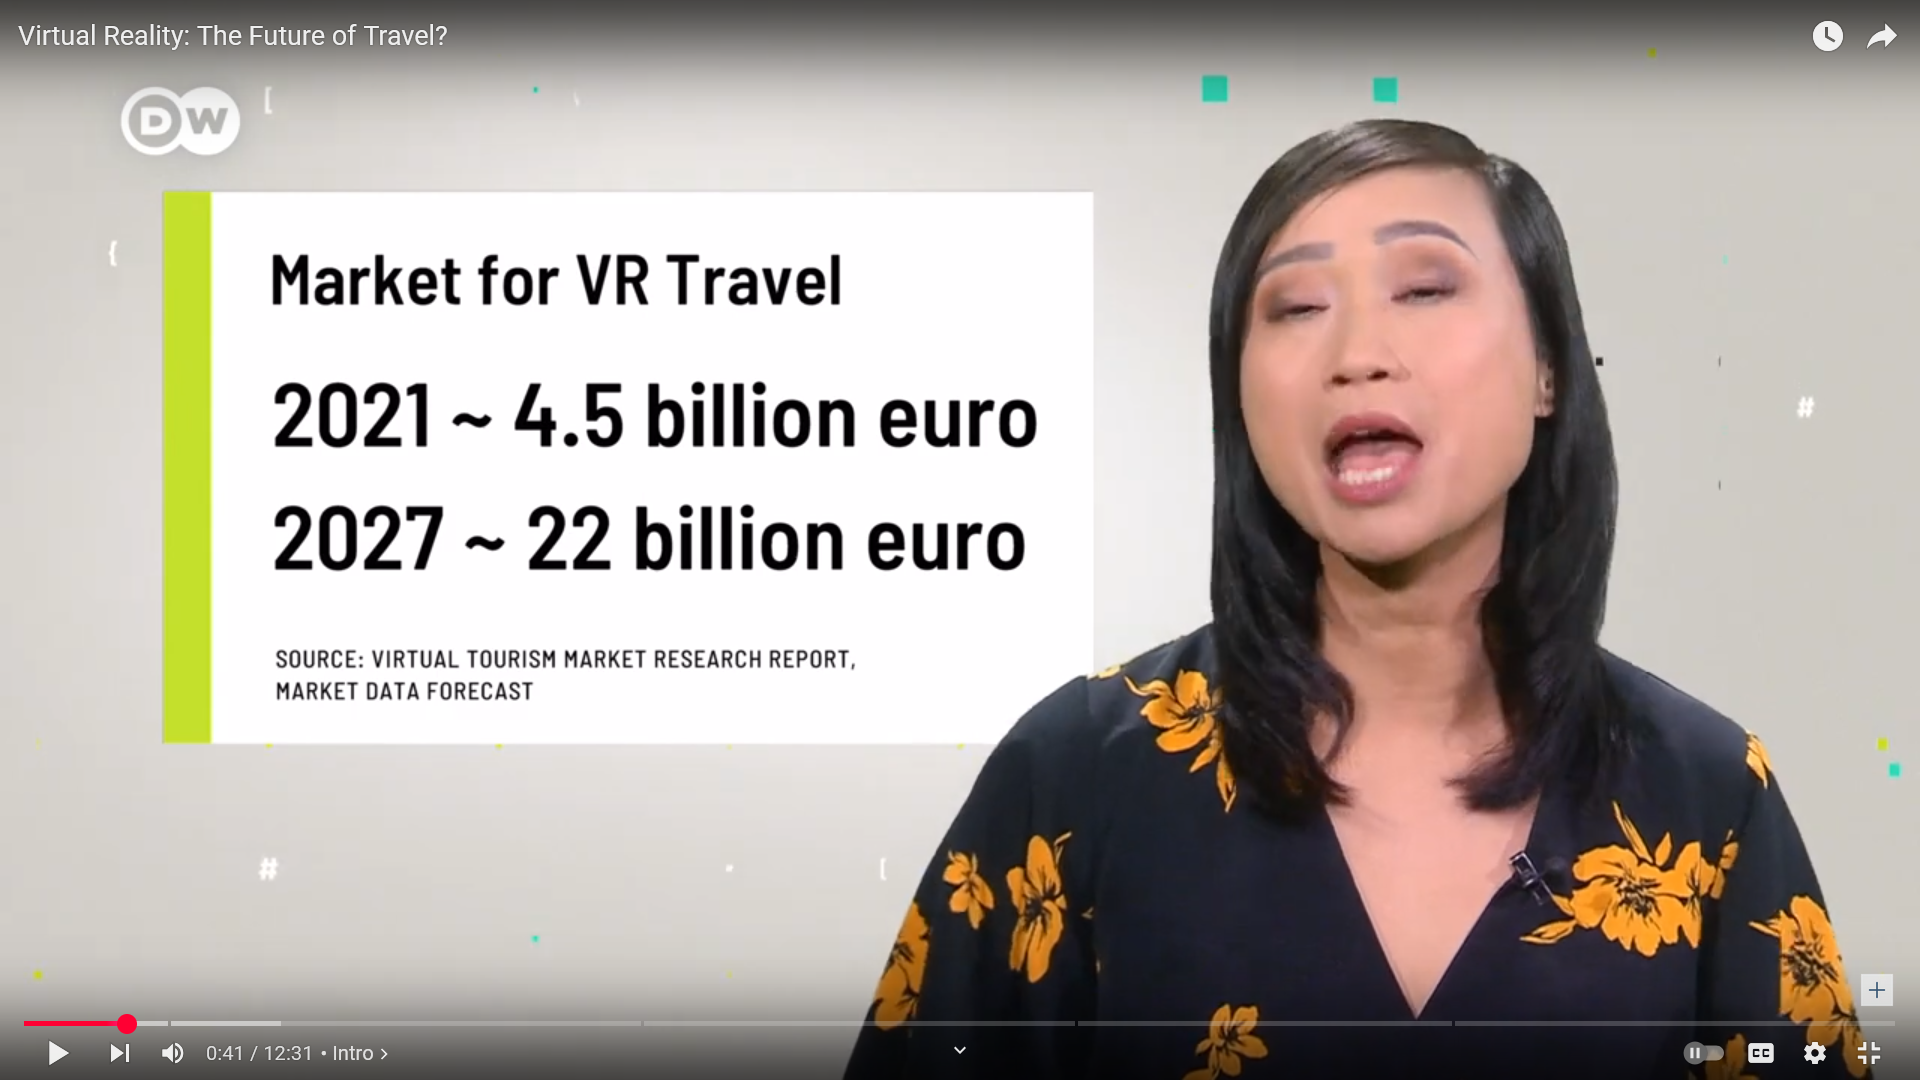 Virtual Reality: The Future of Travel?
DW
[
{
Market for VR Travel
2021 ~ 4.5 billion euro
2027 ~ 22 billion euro
SOURCE: VIRTUAL TOURISM MARKET RESEARCH REPORT,
MARKET DATA FORECAST
#
#
[
0:41 / 12:31 • Intro >
CC